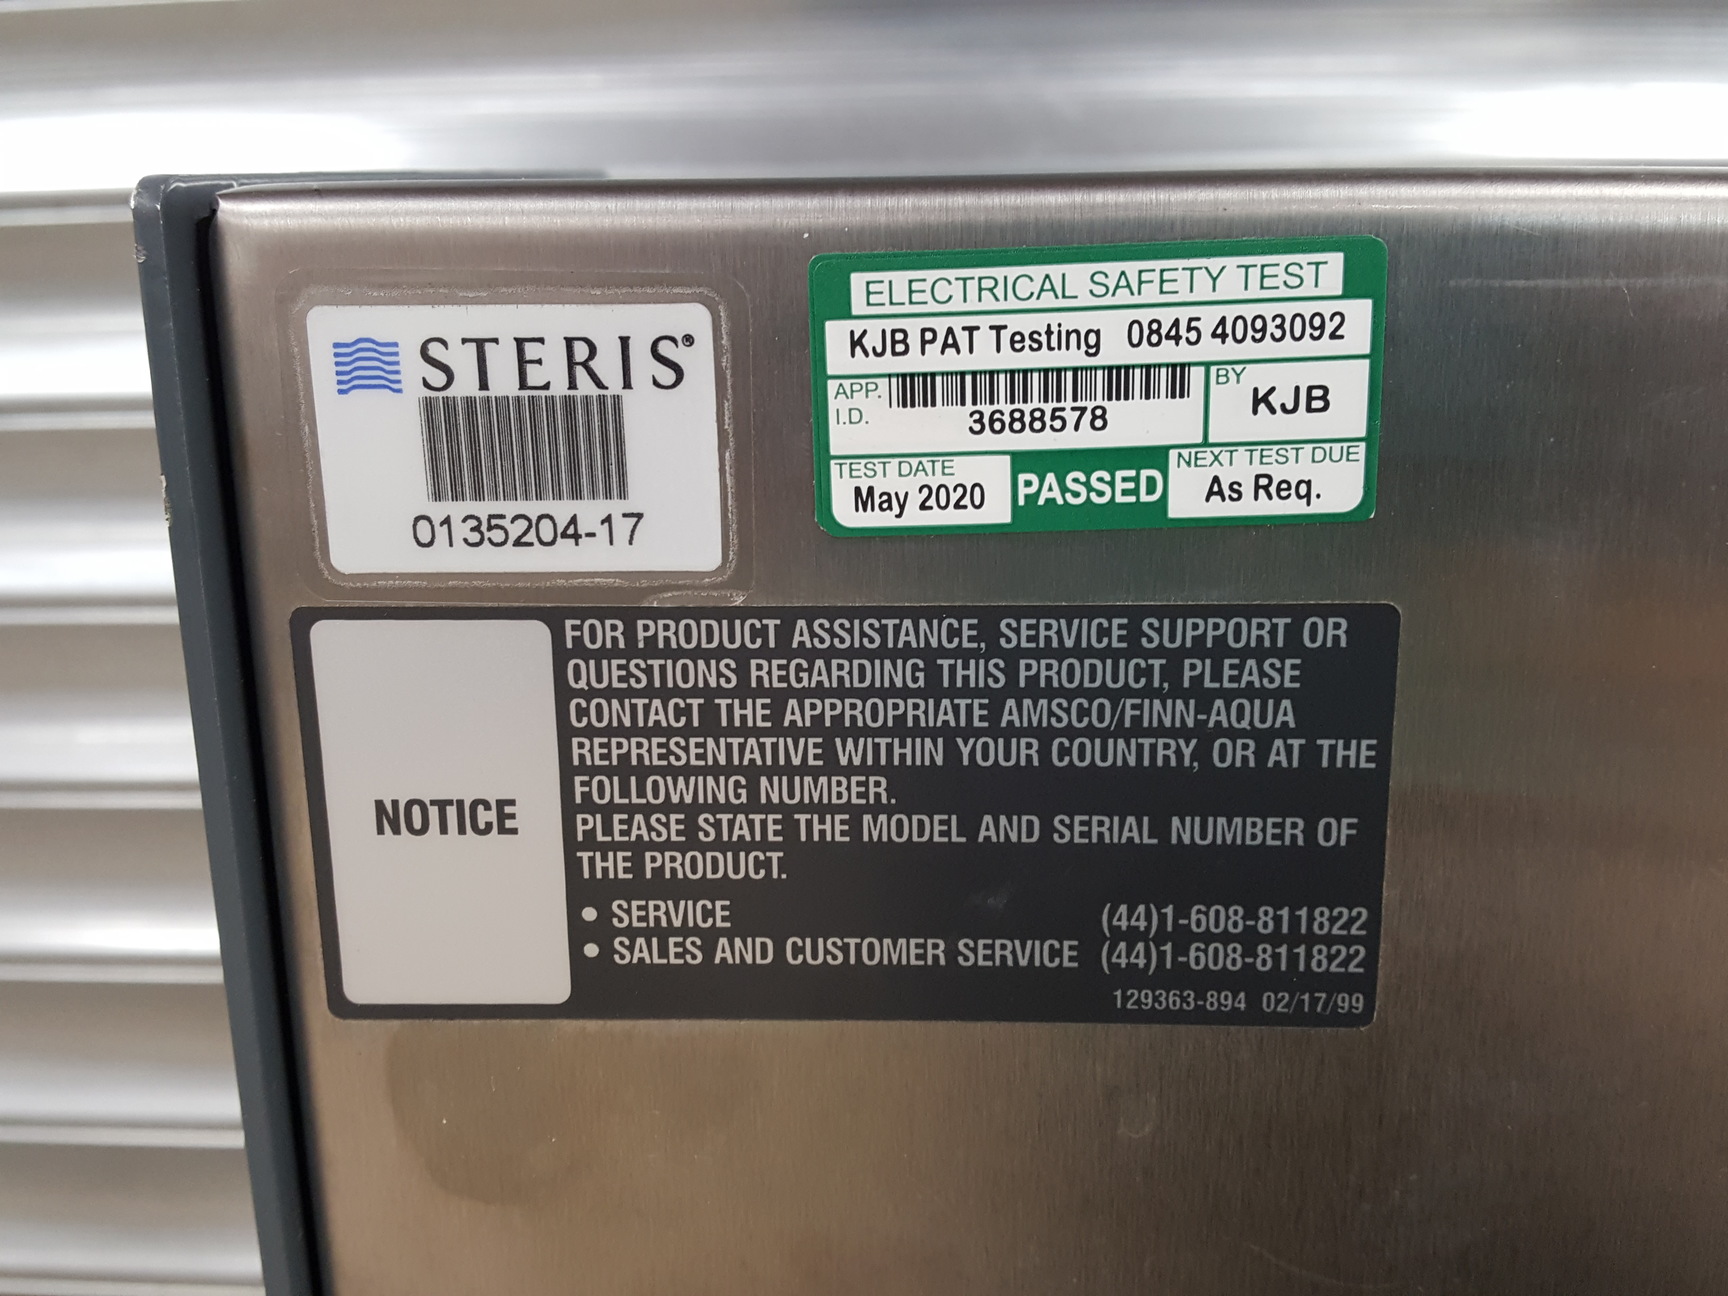 STERIS®
0135204-17
ELECTRICAL SAFETY TEST
KJB PAT Testing 0845 4093092
APP.
I.D.
3688578
BY
KJB
TEST DATE
May 2020
PASSED
NEXT TEST DUE
As Req.
NOTICE
FOR PRODUCT ASSISTANCE, SERVICE SUPPORT OR
QUESTIONS REGARDING THIS PRODUCT, PLEASE
CONTACT THE APPROPRIATE AMSCO/FINN-AQUA
REPRESENTATIVE WITHIN YOUR COUNTRY, OR AT THE
FOLLOWING NUMBER.
PLEASE STATE THE MODEL AND SERIAL NUMBER OF
THE PRODUCT.
• SERVICE (44)1-608-811822
• SALES AND CUSTOMER SERVICE (44)1-608-811822
129363-894 02/17/99